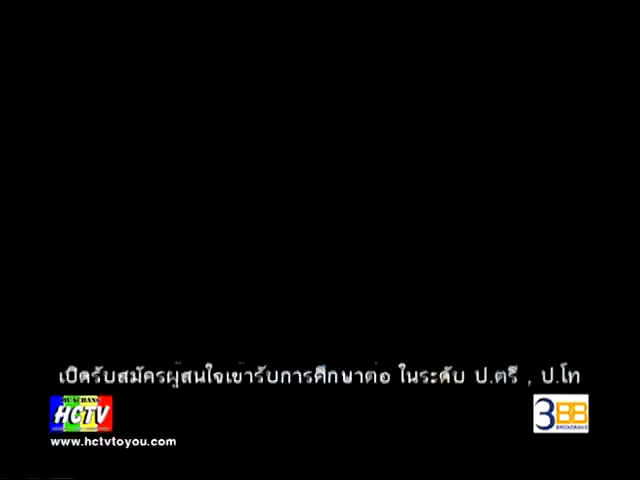 เปิดรับสมัครผู้สนใจเข้ารับการศึกษาต่อ ในระดับ ป.ตรี , ป.โท
HUACHANG
HCTV
www.hctvtoyou.com
3BB
BROADBAND